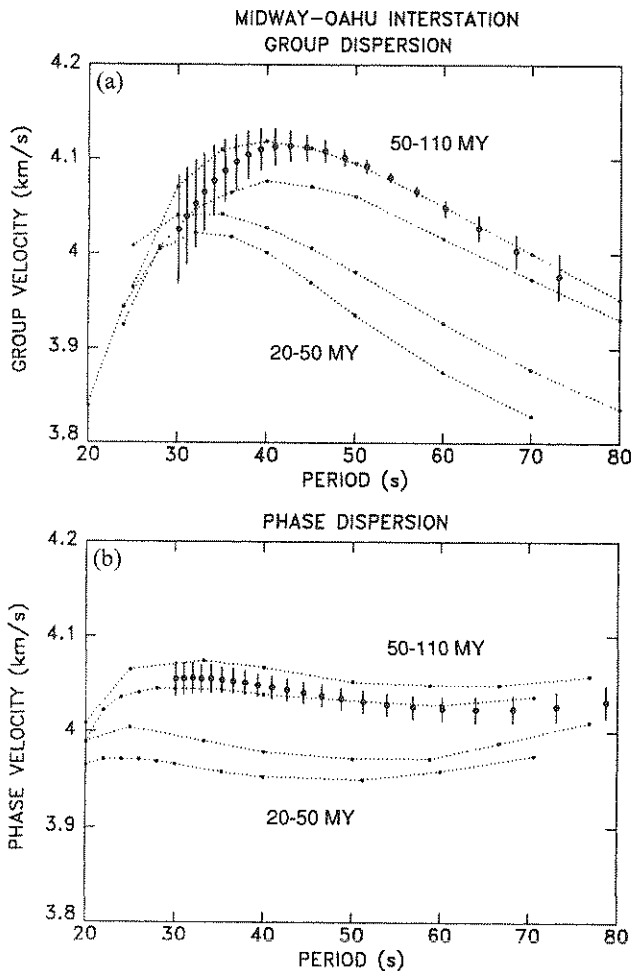 MIDWAY-OAHU INTERSTATION
GROUP DISPERSION
(a)
4.2
4.1
4
3.9
3.8
GROUP VELOCITY (km/s)
50-110 MY
20-50 MY
20 30 40 50 60 70 80
PERIOD (s)
PHASE DISPERSION
(b)
4.2
4.1
4
3.9
3.8
PHASE VELOCITY (km/s)
50-110 MY
20-50 MY
20 30 40 50 60 70 80
PERIOD (s)